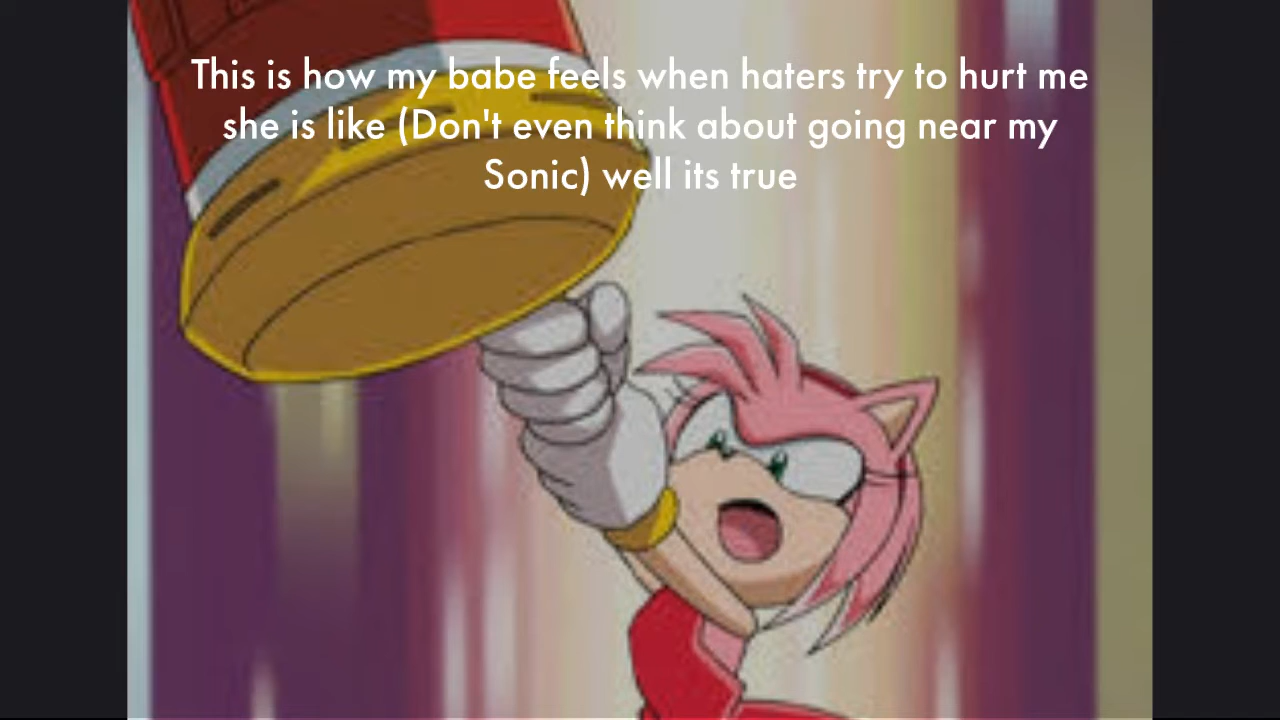 This is how my babe feels when haters try to hurt me
she is like (Don't even think about going near my
Sonic) well its true